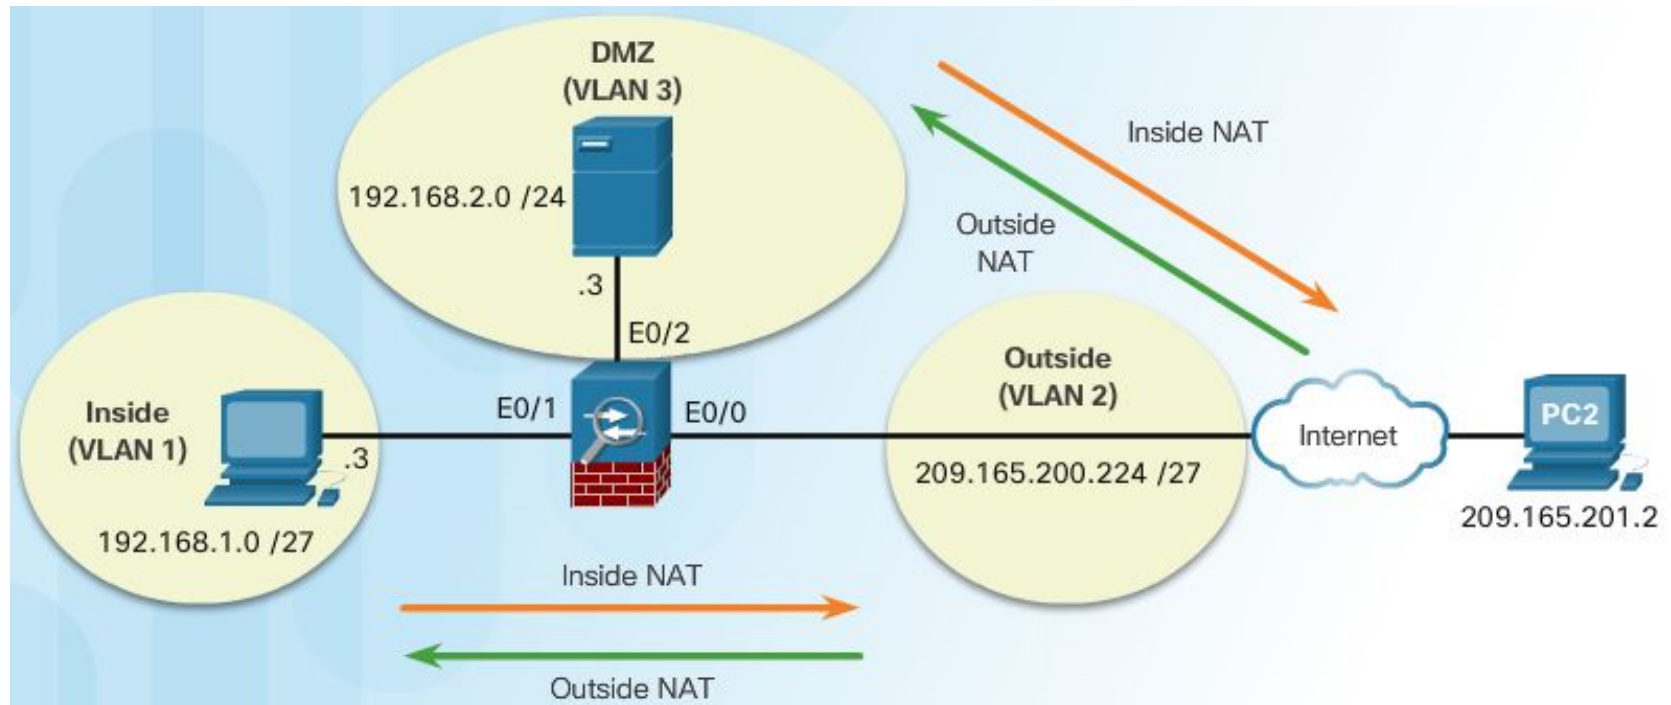 DMZ
(VLAN 3)
192.168.2.0 /24
.3
E0/2
Inside NAT
Outside
NAT
Inside
(VLAN 1)
.3
192.168.1.0 /27
E0/1
E0/0
Outside
(VLAN 2)
209.165.200.224 /27
Internet
PC2
209.165.201.2
Inside NAT
Outside NAT